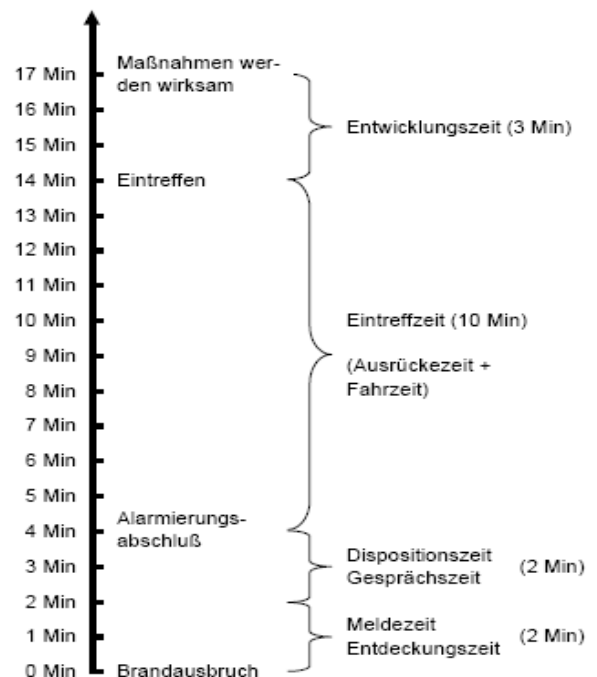 17 Min
Maßnahmen wer-
den wirksam
16 Min
Entwicklungszeit (3 Min)
15 Min
14 Min
Eintreffen
13 Min
12 Min
11 Min
10 Min
Eintreffzeit (10 Min)
9 Min
(Ausrückezeit +
Fahrzeit)
8 Min
7 Min
6 Min
5 Min
Alarmierungs-
abschluß
4 Min
3 Min
Dispositionszeit
Gesprächszeit
(2 Min)
2 Min
1 Min
Meldezeit
Entdeckungszeit
(2 Min)
0 Min
Brandausbruch